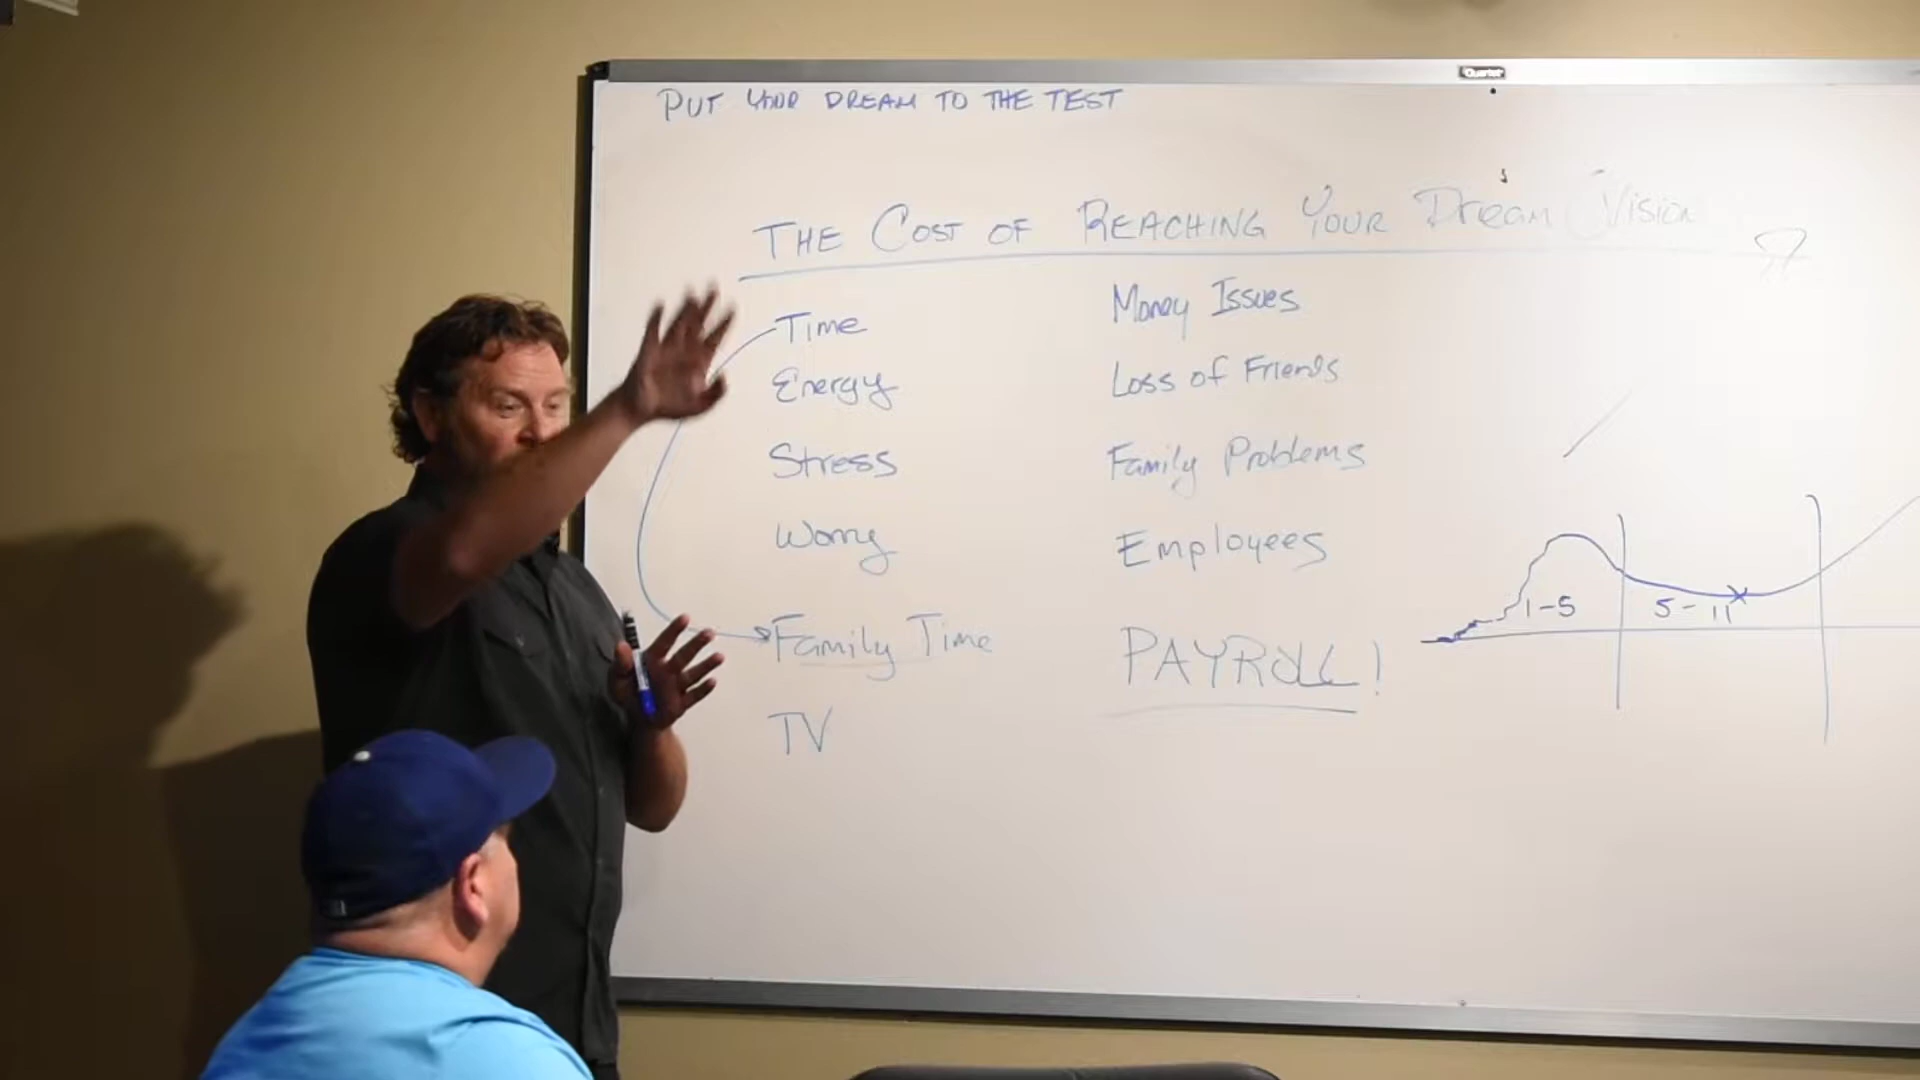 Quartet
PUT YOUR DREAM TO THE TEST
THE COST OF REACHING YOUR Dream Vision
Time
Energy
Stress
Worry
Family Time
TV
Money Issues
Loss of Friends
Family Problems
Employees
PAYROLL!
1-5
5-11